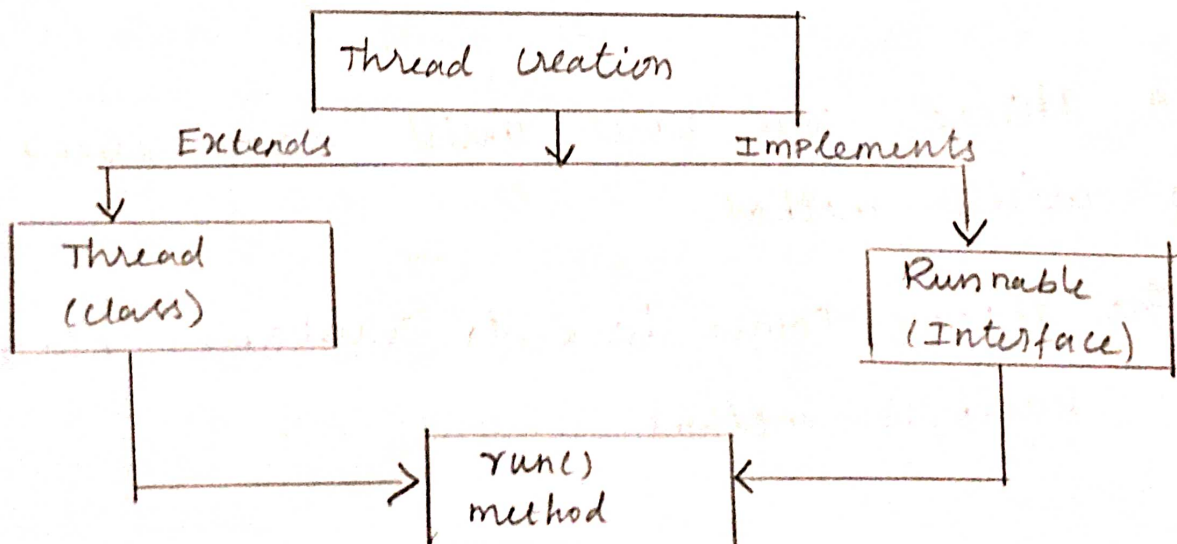 Thread creation
Extends
Implements
Thread
(class)
Runnable
(Interface)
run()
method